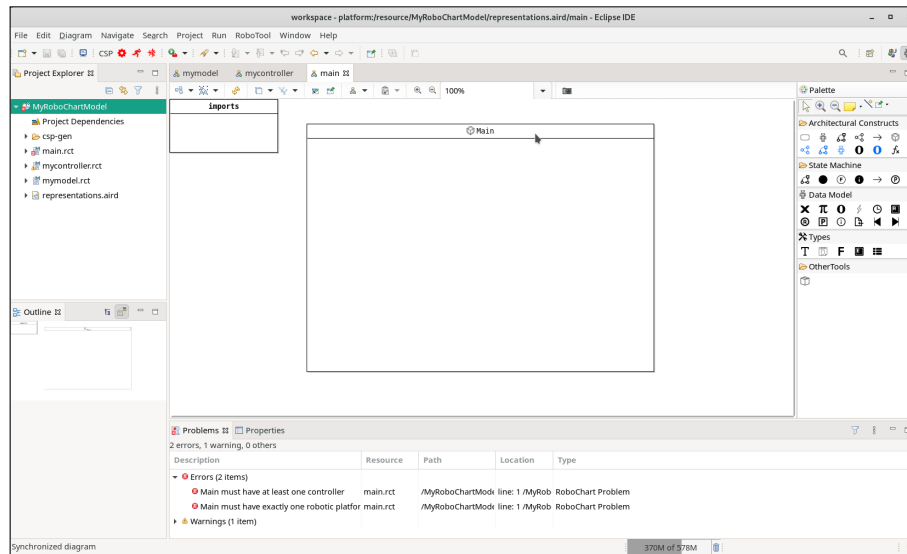 workspace - platform:/resource/MyRoboChartModel/representations.aird/main - Eclipse IDE
File Edit Diagram Navigate Search Project Run RoboTool Window Help
CSP
Project Explorer
mymodel mycontroller main
100%
Palette
MyRoboChartModel
Project Dependencies
csp-gen
main.rct
mycontroller.rct
mymodel.rct
representations.aird
imports
Main
Architectural Constructs
State Machine
Data Model
Types
OtherTools
Outline
Problems Properties
2 errors, 1 warning, 0 others
Description Resource Path Location Type
Errors (2 items)
Main must have at least one controller main.rct /MyRoboChartMode line: 1 /MyRob RoboChart Problem
Main must have exactly one robotic platfor main.rct /MyRoboChartMode line: 1 /MyRob RoboChart Problem
Warnings (1 item)
Synchronized diagram 370M of 578M